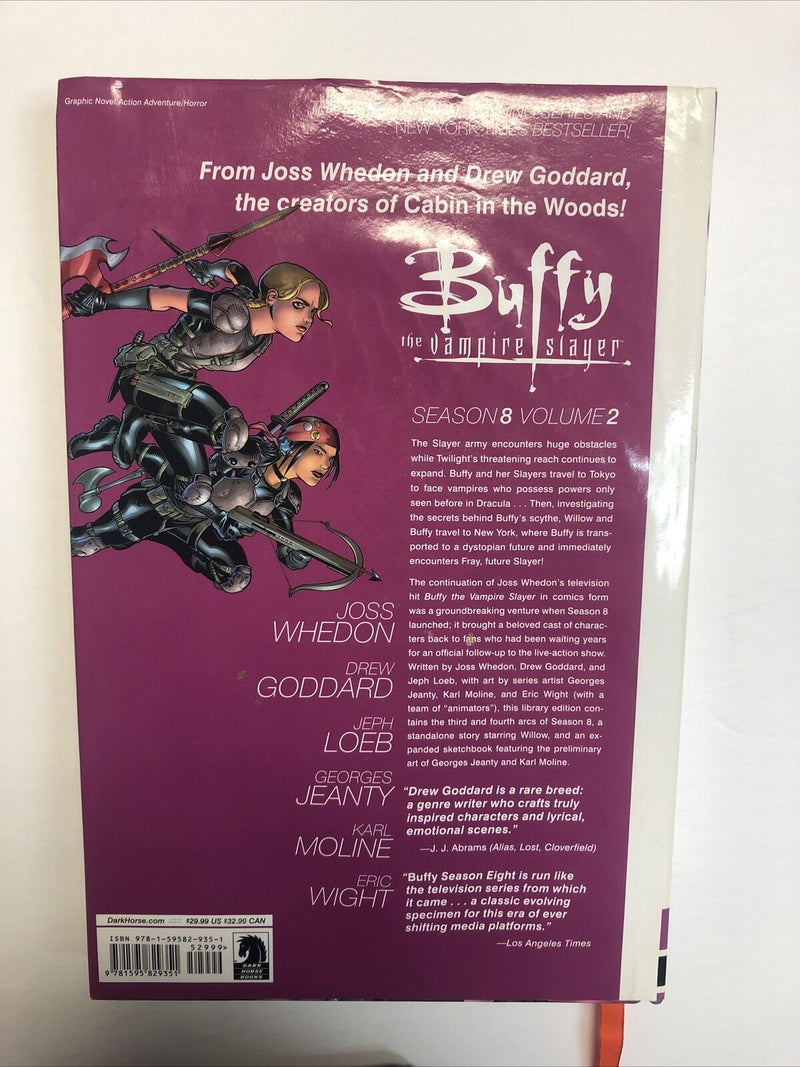 Graphic Novel/Action Adventure/Horror
SERIES AND
NEW YORK TIMES BESTSELLER!
From Joss Whedon and Drew Goddard,
the creators of Cabin in the Woods!
Buffy
the vampire slayer
SEASON 8 VOLUME 2
The Slayer army encounters huge obstacles
while Twilight's threatening reach continues to
expand. Buffy and her Slayers travel to Tokyo
to face vampires who possess powers only
seen before in Dracula . . . Then, investigating
the secrets behind Buffy's scythe, Willow and
Buffy travel to New York, where Buffy is trans-
ported to a dystopian future and immediately
encounters Fray, future Slayer!
The continuation of Joss Whedon's television
hit Buffy the Vampire Slayer in comics form
was a groundbreaking venture when Season 8
launched; it brought a beloved cast of charac-
ters back to fans who had been waiting years
for an official follow-up to the live-action show.
Written by Joss Whedon, Drew Goddard, and
Jeph Loeb, with art by series artist Georges
Jeanty, Karl Moline, and Eric Wight (with a
team of "animators"), this library edition con-
tains the third and fourth arcs of Season 8, a
standalone story starring Willow, and an ex-
panded sketchbook featuring the preliminary
art of Georges Jeanty and Karl Moline.
"Drew Goddard is a rare breed:
a genre writer who crafts truly
inspired characters and lyrical,
emotional scenes."
—J. J. Abrams (Alias, Lost, Cloverfield)
"Buffy Season Eight is run like
the television series from which
it came . . . a classic evolving
specimen for this era of ever
shifting media platforms."
—Los Angeles Times
JOSS
WHEDON
DREW
GODDARD
JEPH
LOEB
GEORGES
JEANTY
KARL
MOLINE
ERIC
WIGHT
DarkHorse.com $29.99 US $32.99 CAN
ISBN 978-1-59582-935-1
52999>
9 781595 829351
DARK
HORSE
BOOKS